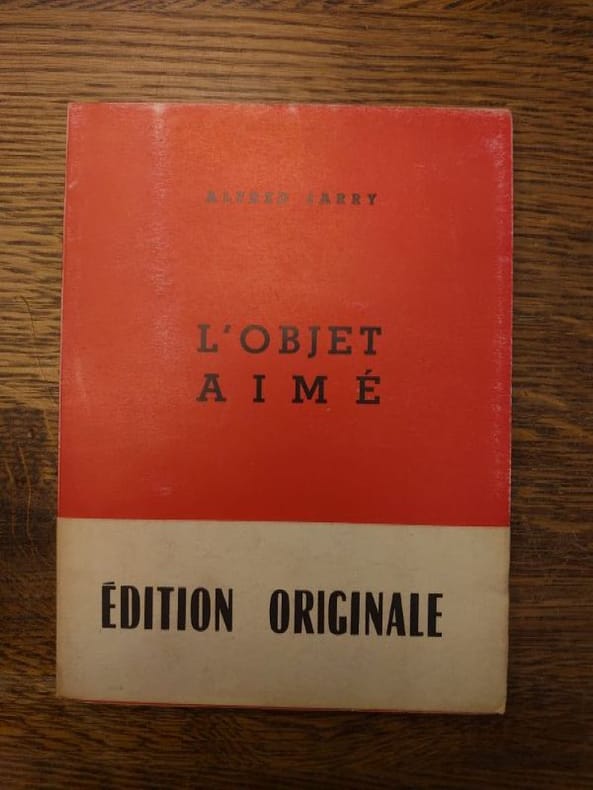 ALFRED JARRY
L'OBJET
AIMÉ
ÉDITION ORIGINALE